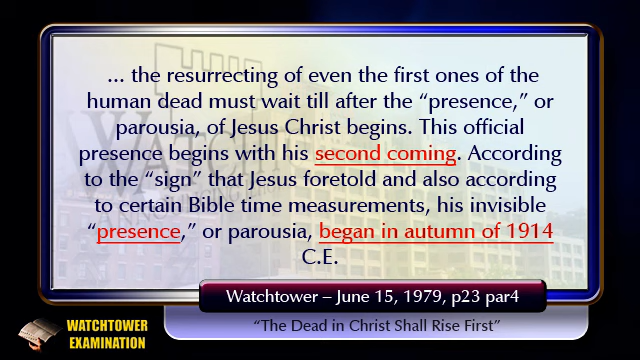 ... the resurrecting of even the first ones of the
human dead must wait till after the “presence,” or
parousia, of Jesus Christ begins. This official
presence begins with his second coming. According
to the “sign” that Jesus foretold and also according
to certain Bible time measurements, his invisible
“presence,” or parousia, began in autumn of 1914
C.E.
Watchtower – June 15, 1979, p23 par4
“The Dead in Christ Shall Rise First”
WATCHTOWER
EXAMINATION